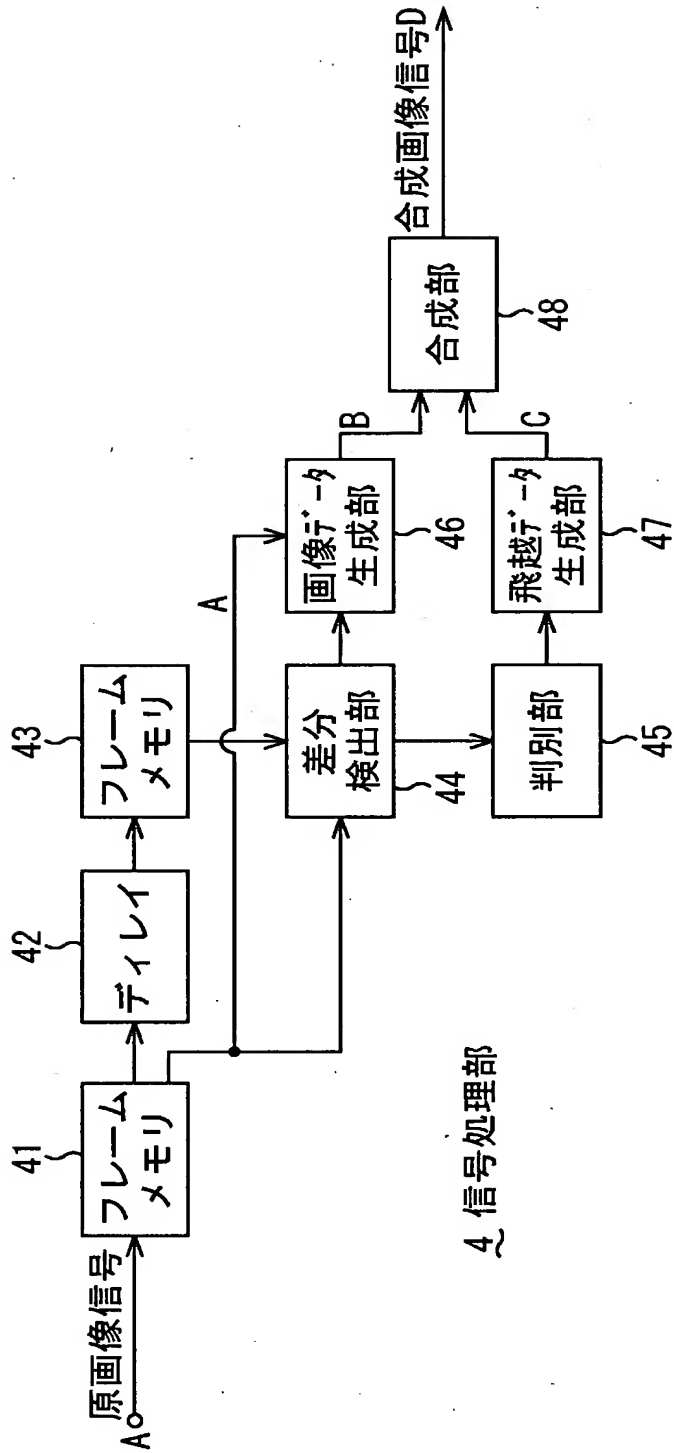 原画像信号
A
41
フレーム
メモリ
42
ディレイ
43
フレーム
メモリ
A
差分
検出部
44
画像データ
生成部
46
B
判別部
45
飛越データ
生成部
47
C
合成部
48
合成画像信号D
4 信号処理部